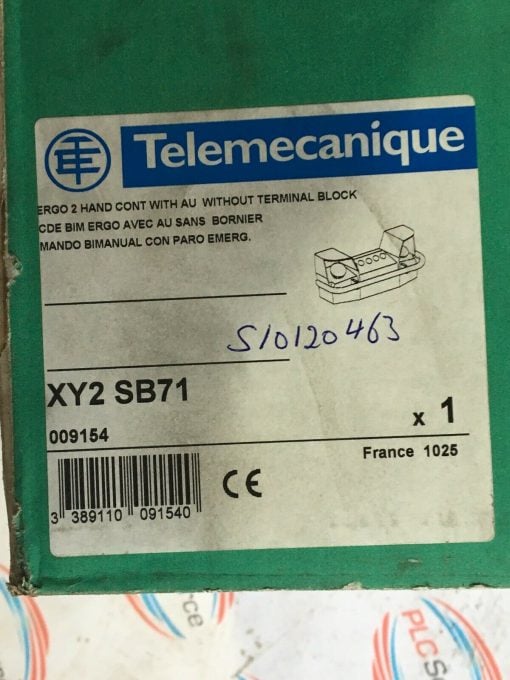 Telemecanique
ERGO 2 HAND CONT WITH AU WITHOUT TERMINAL BLOCK
CDE BIM ERGO AVEC AU SANS BORNIER
MANDO BIMANUAL CON PARO EMERG.
S10120463
XY2 SB71
009154
x 1
France 1025
3 389110 091540
CE
PLCSource